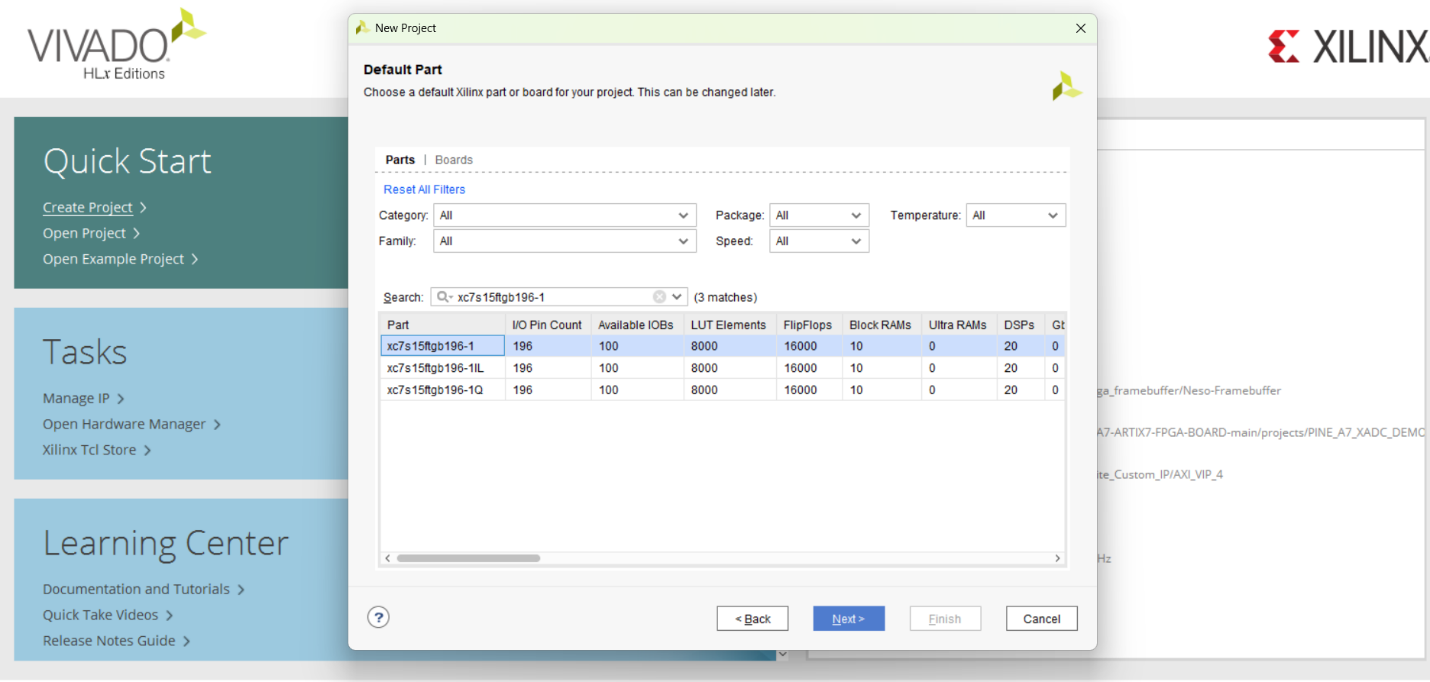 VIVADO
HLx Editions
XILINX
Quick Start
Create Project
Open Project
Open Example Project
Tasks
Manage IP
Open Hardware Manager
Xilinx Tcl Store
Learning Center
Documentation and Tutorials
Quick Take Videos
Release Notes Guide
New Project
Default Part
Choose a default Xilinx part or board for your project. This can be changed later.
Parts | Boards
Reset All Filters
Category: All Package: All Temperature: All
Family: All Speed: All
Search: xc7s15ftgb196-1 (3 matches)
Part I/O Pin Count Available IOBs LUT Elements FlipFlops Block RAMs Ultra RAMs DSPs Gb
xc7s15ftgb196-1 196 100 8000 16000 10 0 20 0
xc7s15ftgb196-1IL 196 100 8000 16000 10 0 20 0
xc7s15ftgb196-1Q 196 100 8000 16000 10 0 20 0
? < Back Next > Finish Cancel
ga_framebuffer/Neso-Framebuffer
A7-ARTIX7-FPGA-BOARD-main/projects/PINE_A7_XADC_DEMO
ite_Custom_IP/AXI_VIP_4
Hz